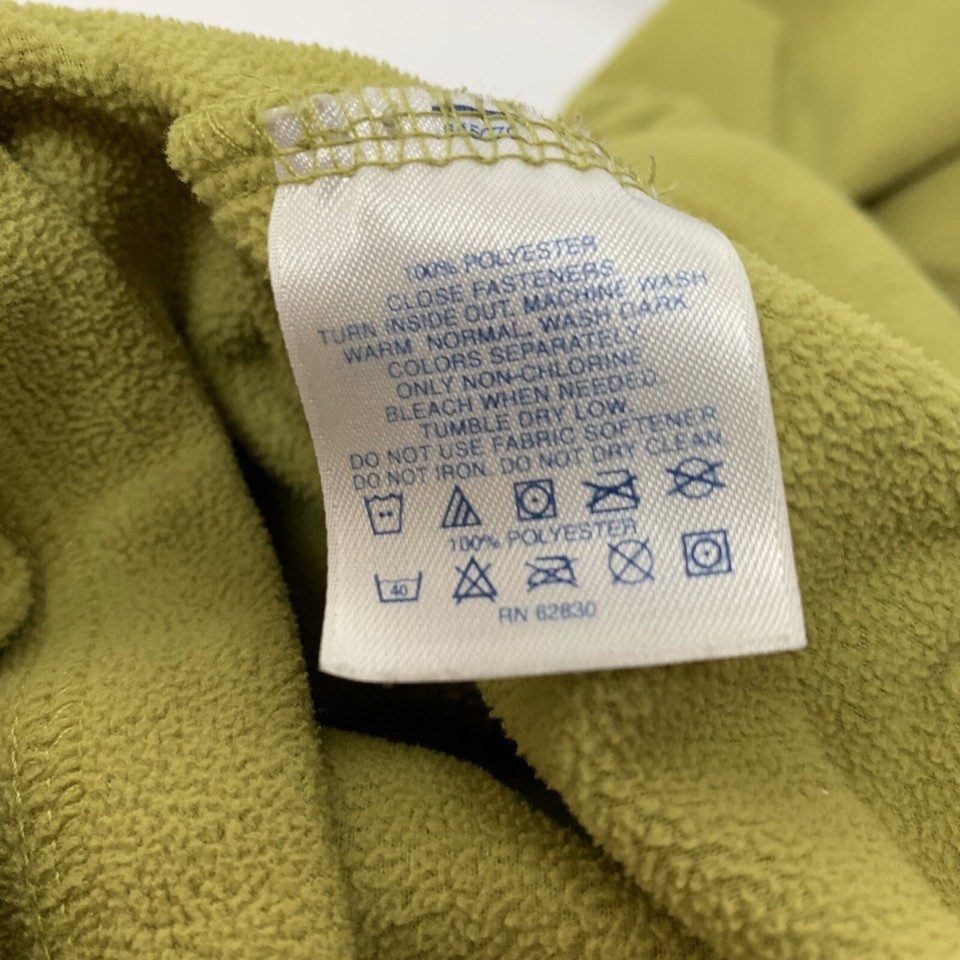 100% POLYESTER
CLOSE FASTENERS.
TURN INSIDE OUT. MACHINE WASH
WARM, NORMAL. WASH DARK
COLORS SEPARATELY.
ONLY NON-CHLORINE
BLEACH WHEN NEEDED.
TUMBLE DRY LOW.
DO NOT USE FABRIC SOFTENER
DO NOT IRON. DO NOT DRY CLEAN
100% POLYESTER
40
RN 62830